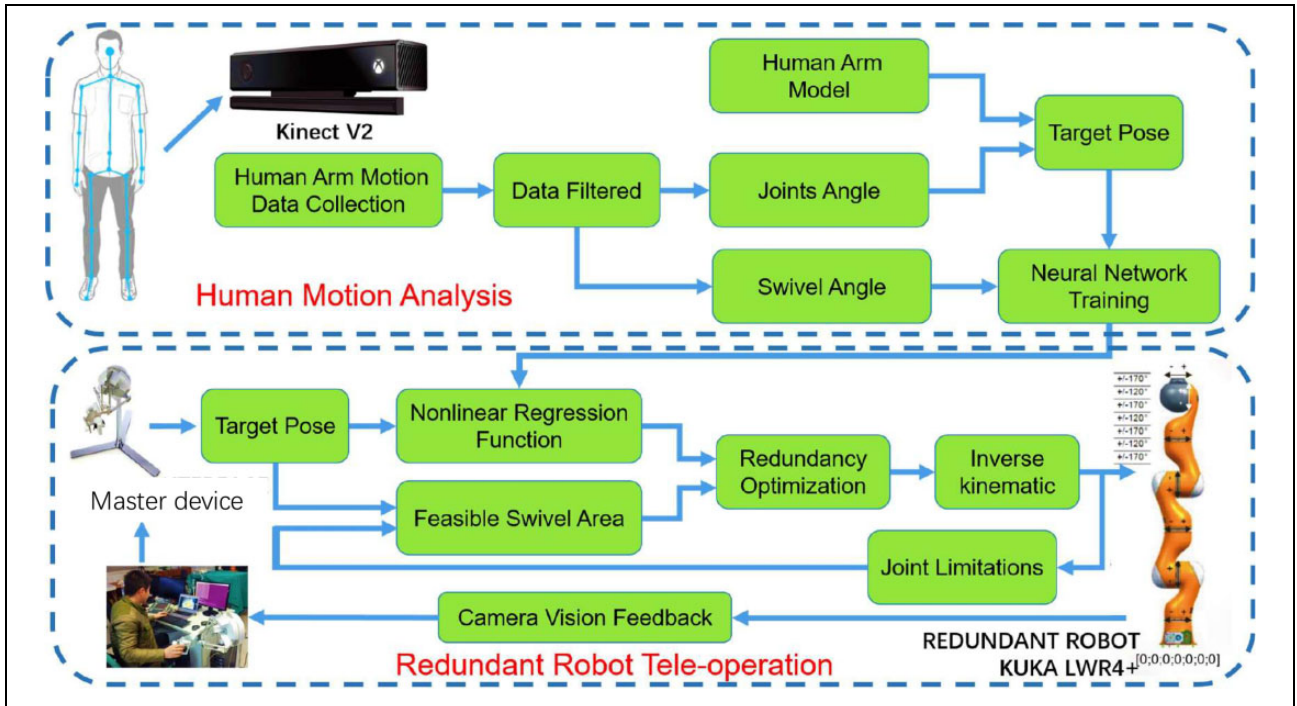 Kinect V2
Human Arm
Model
Target Pose
Human Arm Motion
Data Collection
Data Filtered
Joints Angle
Swivel Angle
Neural Network
Training
Human Motion Analysis
Target Pose
Nonlinear Regression
Function
Redundancy
Optimization
Inverse
kinematic
- +
+/-170°
+/-120°
+/-170°
+/-120°
+/-170°
+/-120°
+/-170°
Master device
Feasible Swivel Area
Joint Limitations
Camera Vision Feedback
REDUNDANT ROBOT
KUKA LWR4+
[0;0;0;0;0;0;0]
Redundant Robot Tele-operation